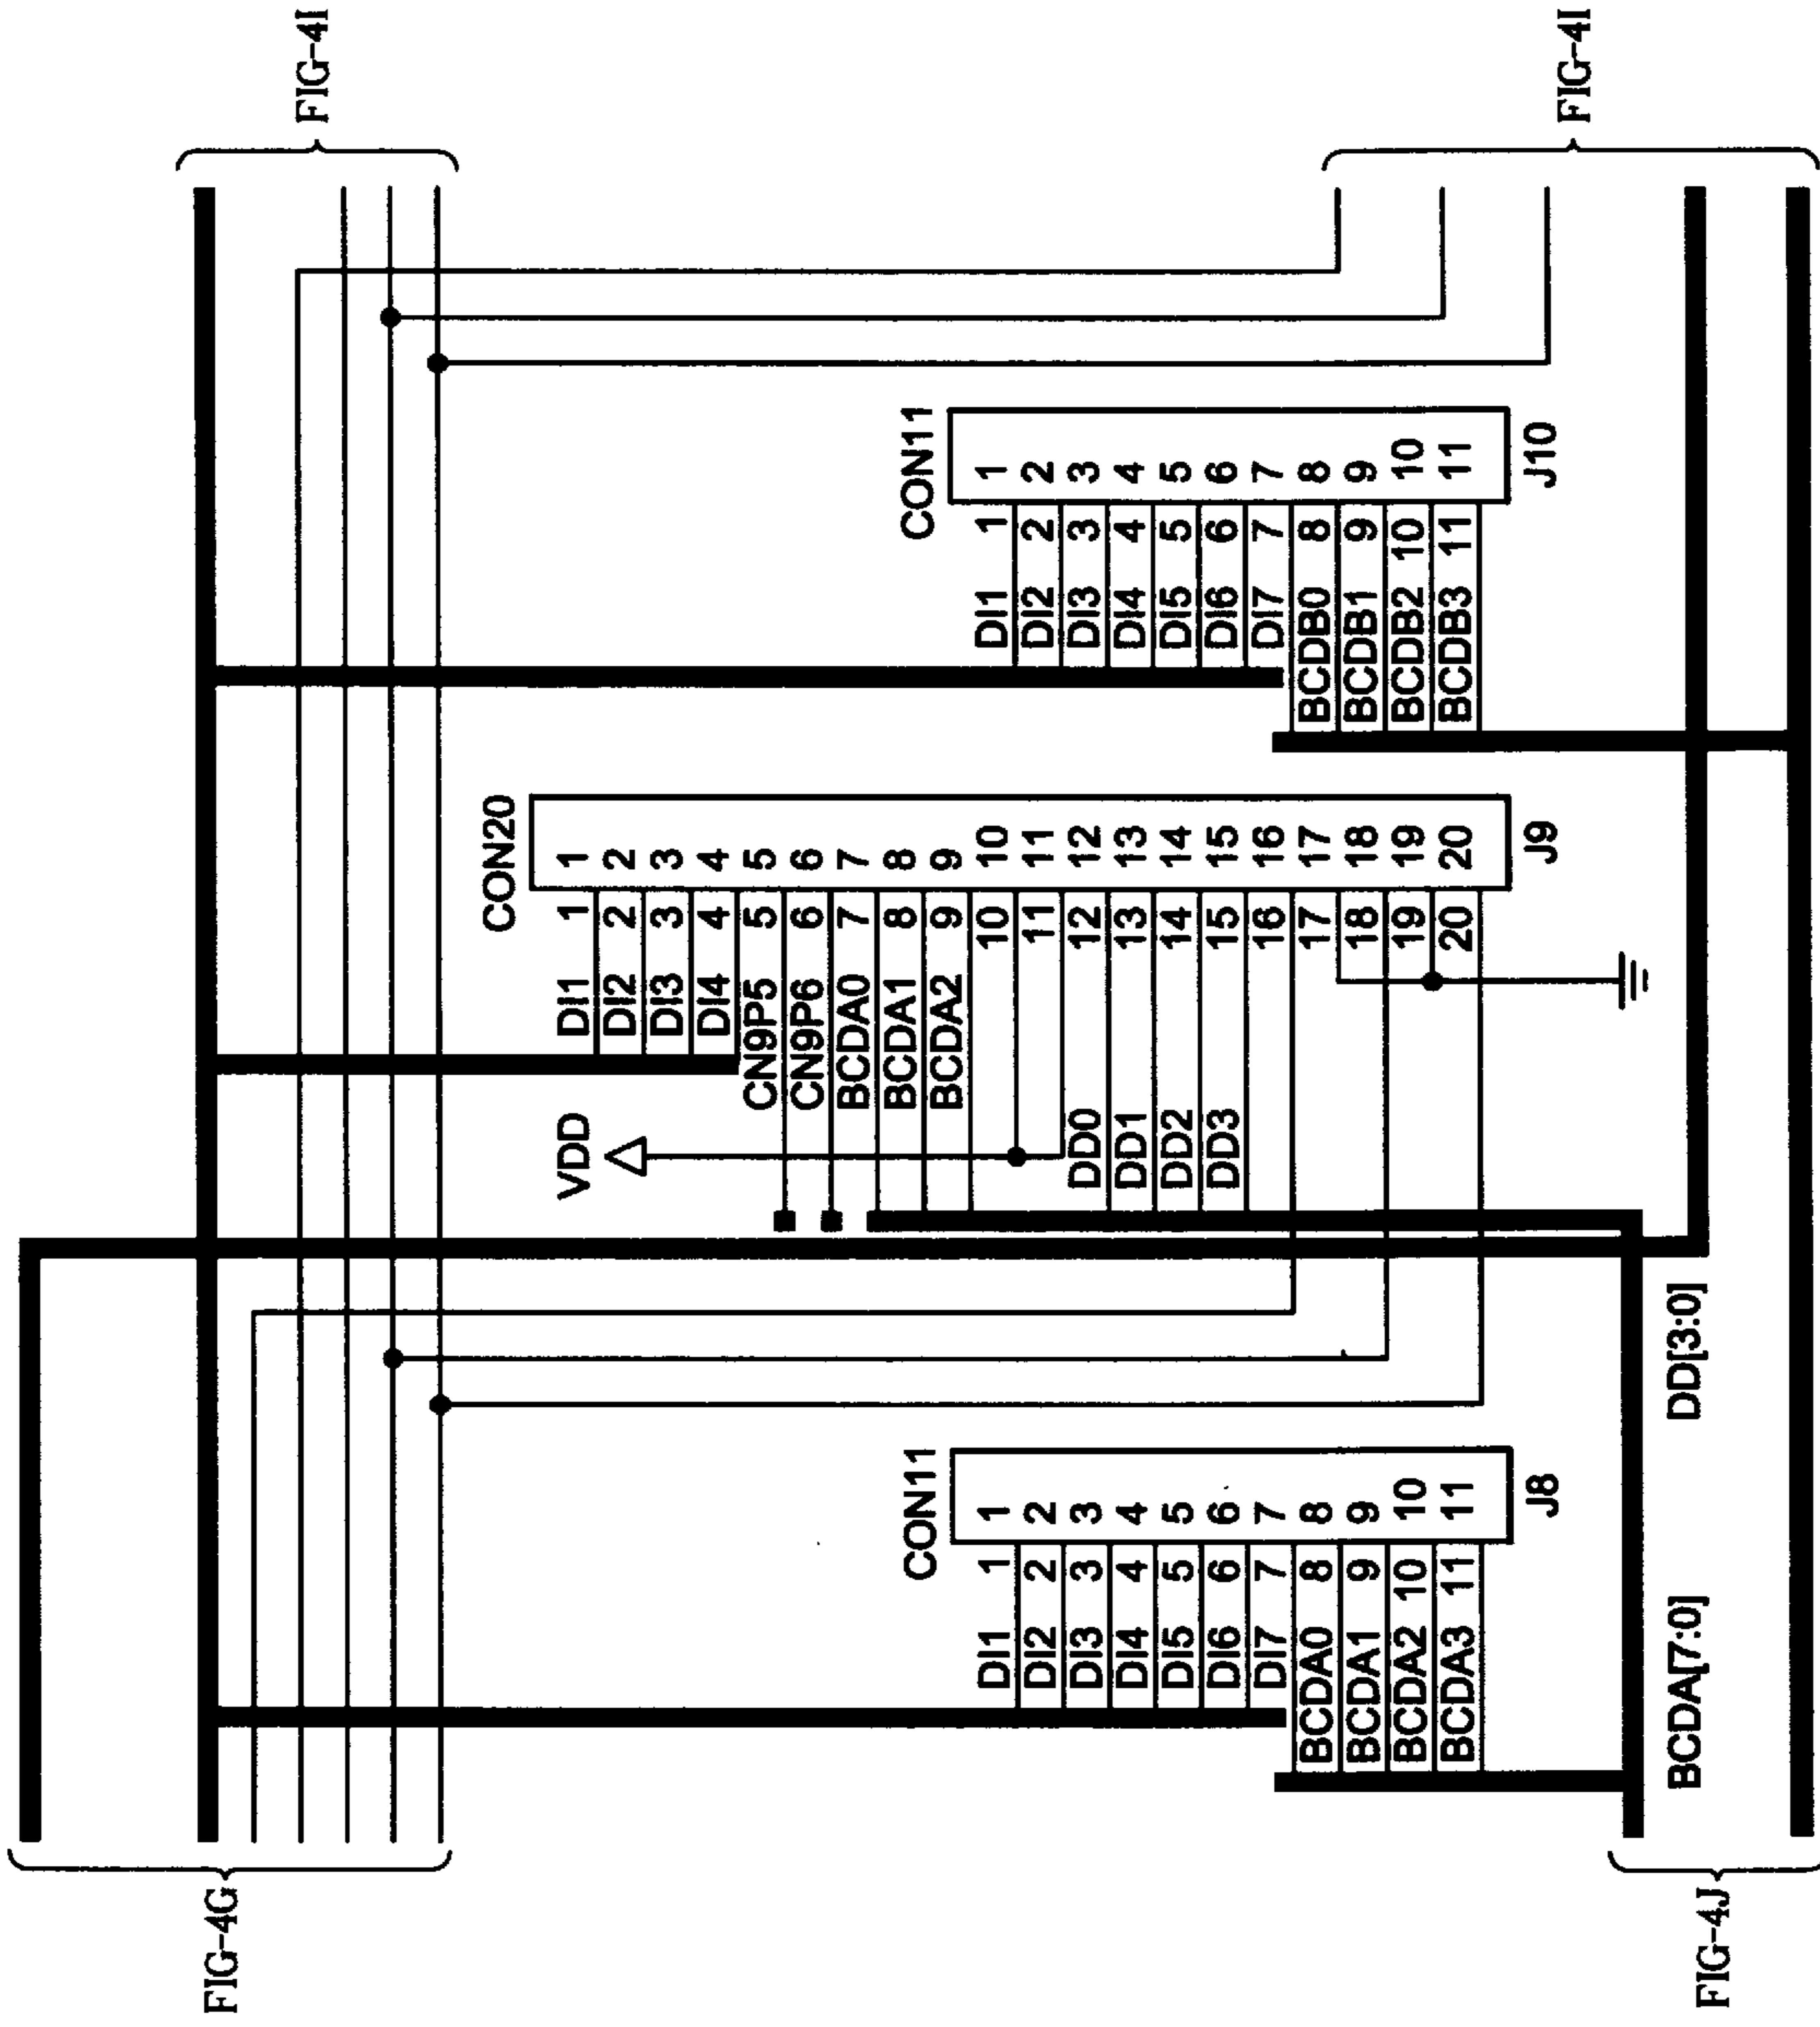 FIG-4G
FIG-4I
CON11
DI1 1 1
DI2 2 2
DI3 3 3
DI4 4 4
DI5 5 5
DI6 6 6
DI7 7 7
BCDA0 8 8
BCDA1 9 9
BCDA2 10 10
BCDA3 11 11
J8
VDD
CON20
DI1 1 1
DI2 2 2
DI3 3 3
DI4 4 4
CN9P5 5 5
CN9P6 6 6
BCDA0 7 7
BCDA1 8 8
BCDA2 9 9
10 10
11 11
DD0 12 12
DD1 13 13
DD2 14 14
DD3 15 15
16 16
17 17
18 18
19 19
20 20
J9
CON11
DI1 1 1
DI2 2 2
DI3 3 3
DI4 4 4
DI5 5 5
DI6 6 6
DI7 7 7
BCDB0 8 8
BCDB1 9 9
BCDB2 10 10
BCDB3 11 11
J10
BCDA[7:0]
DD[3:0]
FIG-4J
FIG-4I